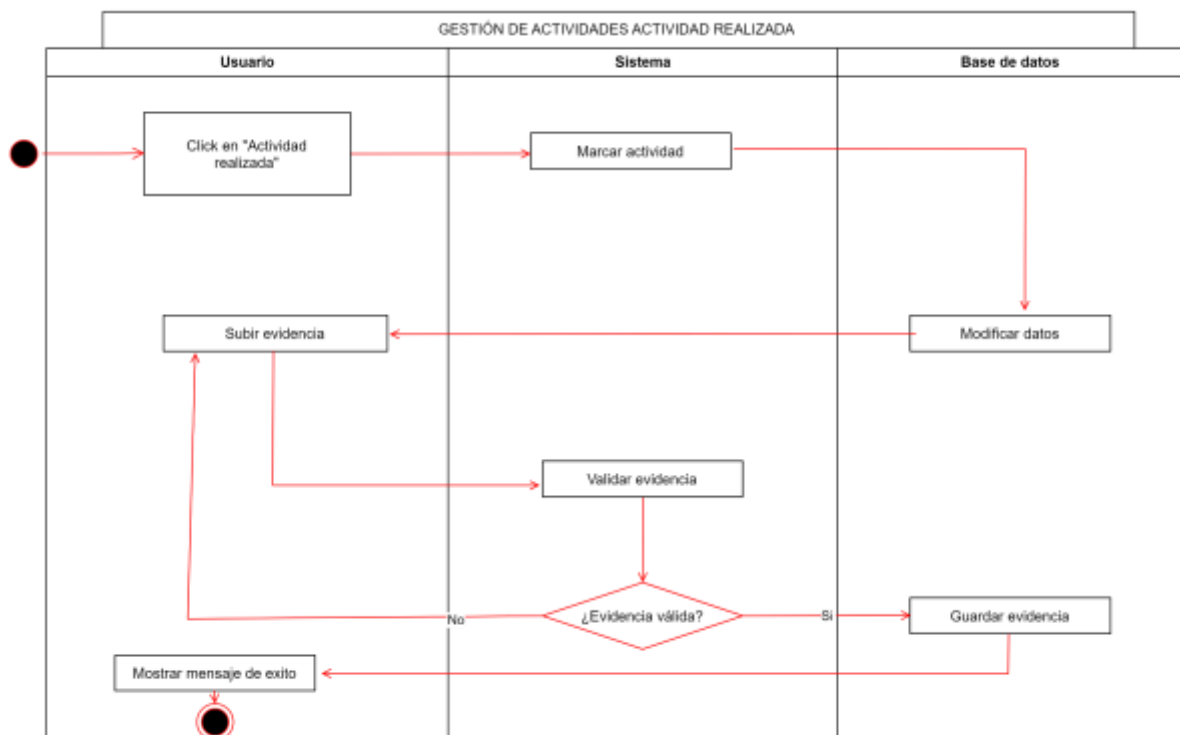 GESTIÓN DE ACTIVIDADES ACTIVIDAD REALIZADA
Usuario
Sistema
Base de datos
Click en "Actividad
realizada"
Marcar actividad
Subir evidencia
Modificar datos
Validar evidencia
No
¿Evidencia válida?
Si
Guardar evidencia
Mostrar mensaje de exito